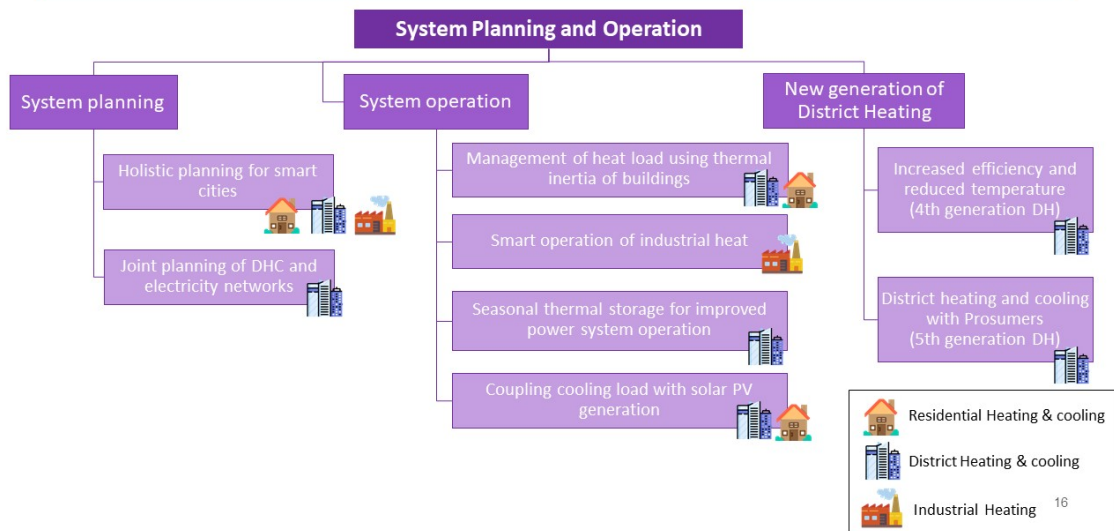 System Planning and Operation
System planning
System operation
New generation of
District Heating
Holistic planning for smart
cities
Joint planning of DHC and
electricity networks
Management of heat load using thermal
inertia of buildings
Smart operation of industrial heat
Seasonal thermal storage for improved
power system operation
Coupling cooling load with solar PV
generation
Increased efficiency and
reduced temperature
(4th generation DH)
District heating and cooling
with Prosumers
(5th generation DH)
Residential Heating & cooling
District Heating & cooling
Industrial Heating
16